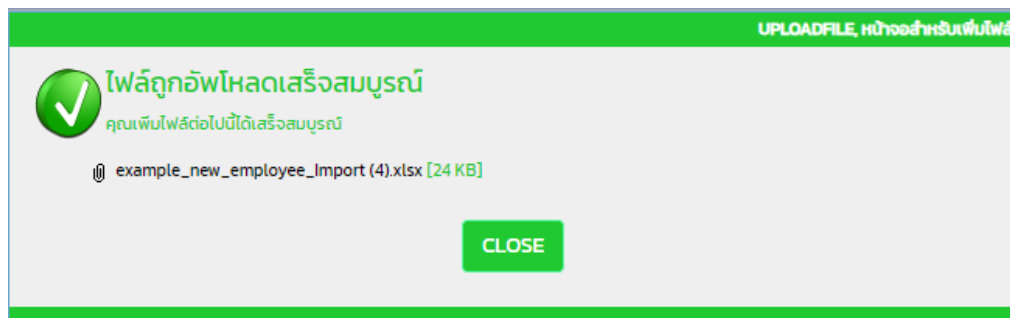 UPLOADFILE, หน้าจอสำหรับเพิ่มไฟล์
ไฟล์ถูกอัพโหลดเสร็จสมบูรณ์
คุณเพิ่มไฟล์ต่อไปนี้ได้เสร็จสมบูรณ์
example_new_employee_Import (4).xlsx [24 KB]
CLOSE